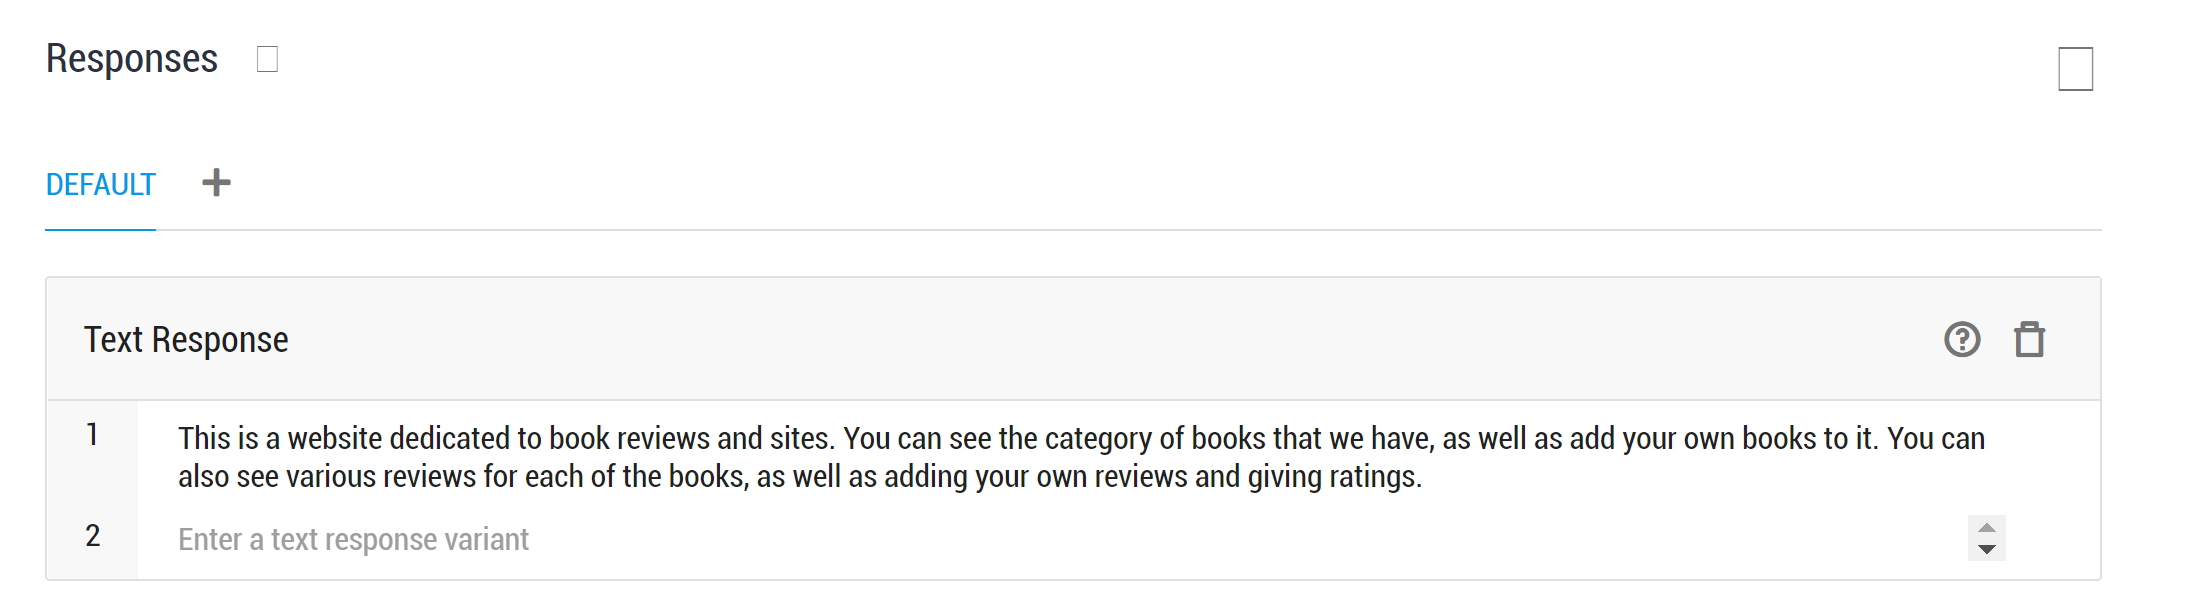 Responses
DEFAULT
Text Response
1
This is a website dedicated to book reviews and sites. You can see the category of books that we have, as well as add your own books to it. You can
also see various reviews for each of the books, as well as adding your own reviews and giving ratings.
2
Enter a text response variant